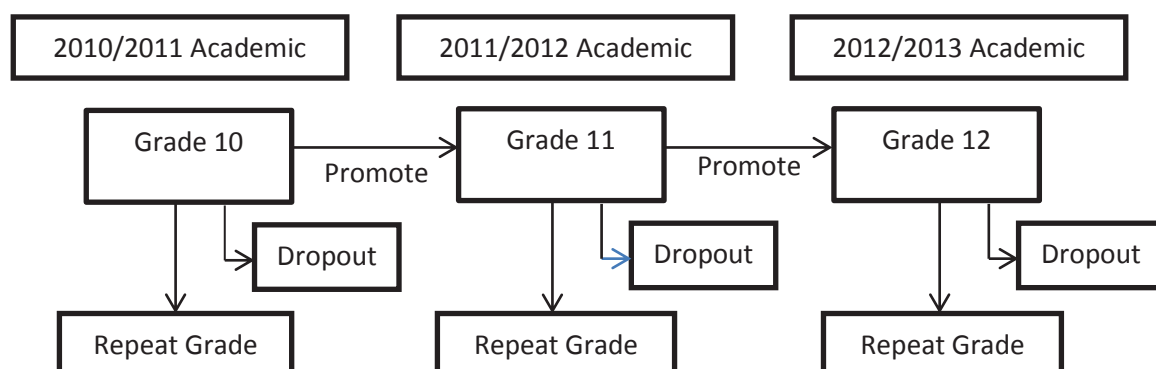 2010/2011 Academic
2011/2012 Academic
2012/2013 Academic
Grade 10
Promote
Grade 11
Promote
Grade 12
Dropout
Dropout
Dropout
Repeat Grade
Repeat Grade
Repeat Grade